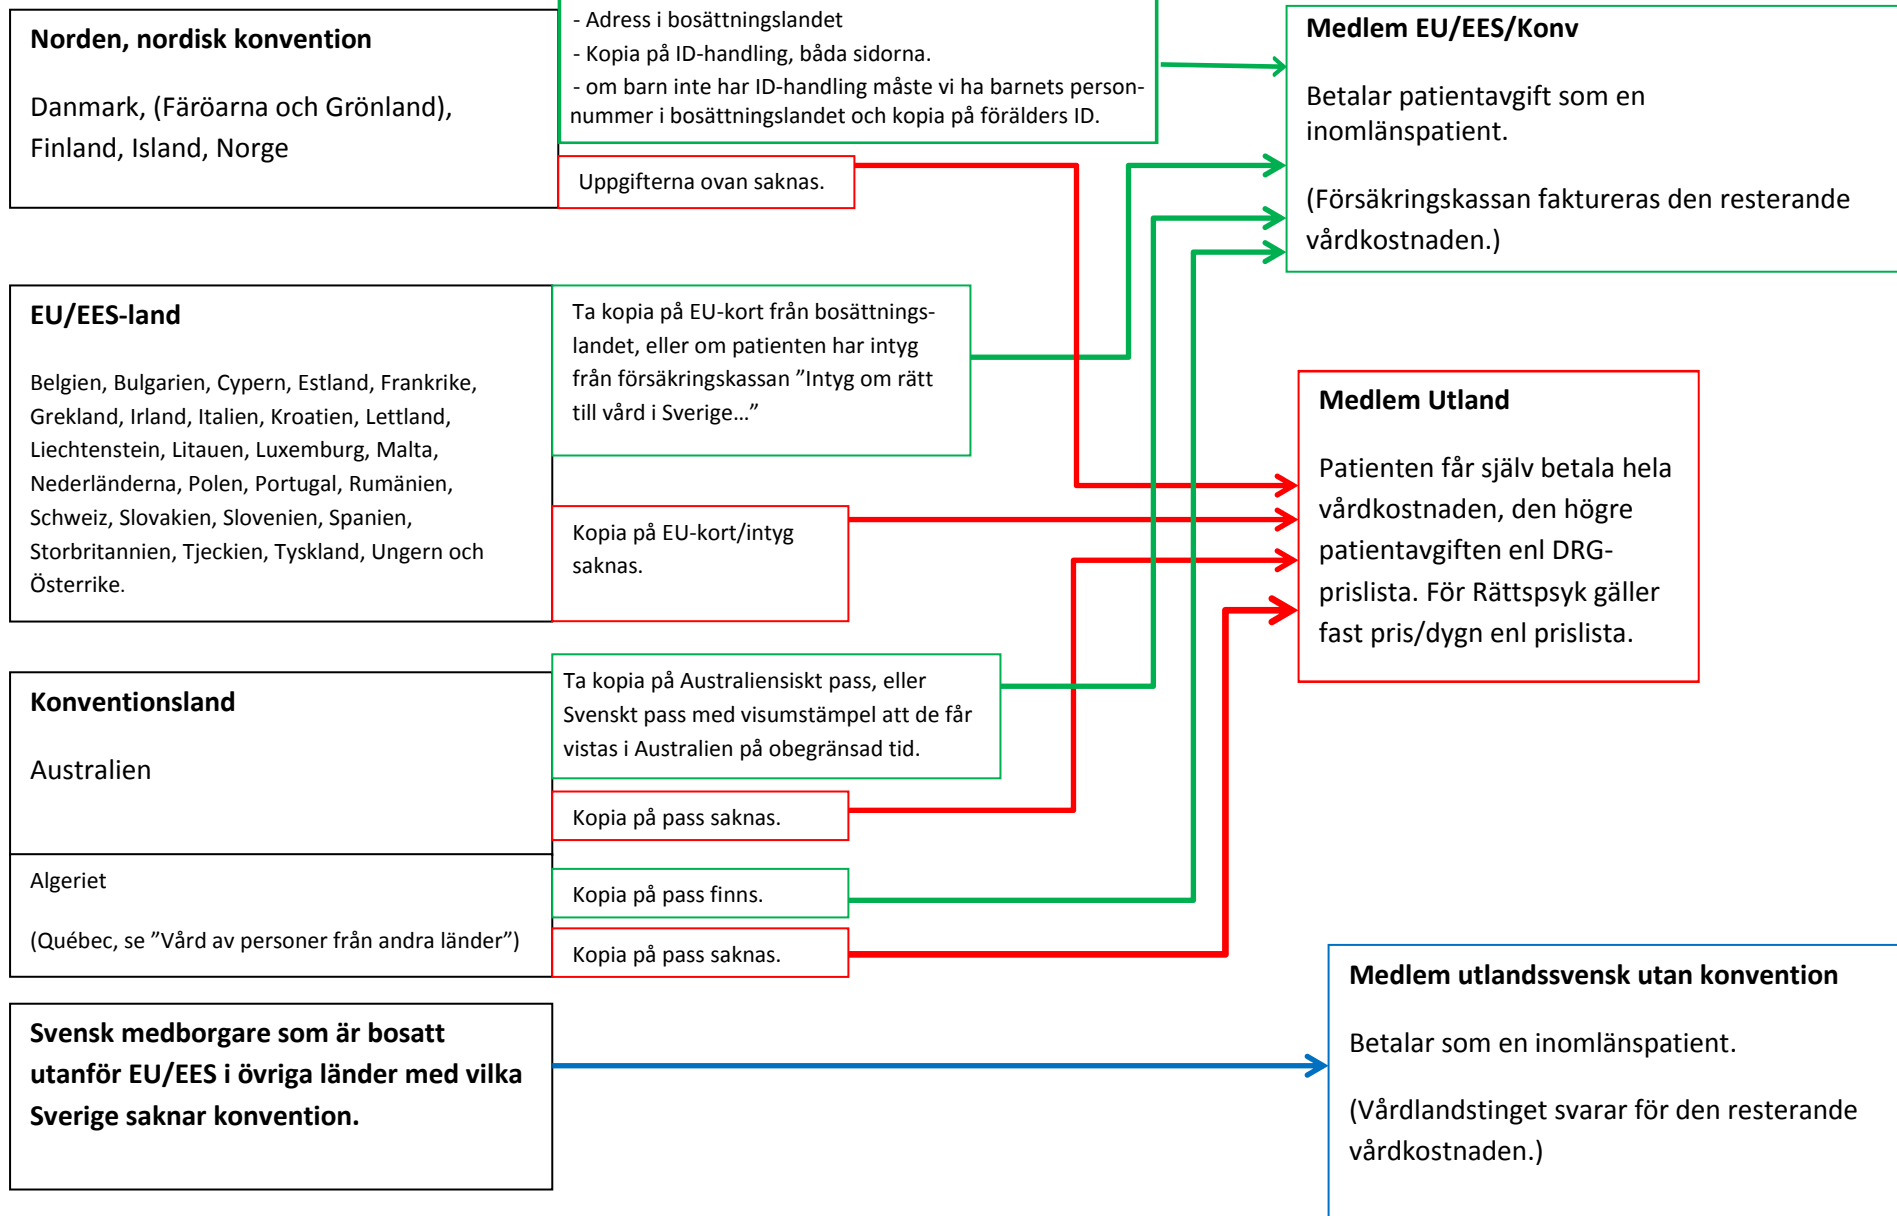 Norden, nordisk konvention
Danmark, (Färöarna och Grönland),
Finland, Island, Norge
- Adress i bosättningslandet
- Kopia på ID-handling, båda sidorna.
- om barn inte har ID-handling måste vi ha barnets person-
nummer i bosättningslandet och kopia på förälders ID.
Uppgifterna ovan saknas.
Medlem EU/EES/Konv
Betalar patientavgift som en
inomlänspatient.
(Försäkringskassan faktureras den resterande
vårdkostnaden.)
EU/EES-land
Belgien, Bulgarien, Cypern, Estland, Frankrike,
Grekland, Irland, Italien, Kroatien, Lettland,
Liechtenstein, Litauen, Luxemburg, Malta,
Nederländerna, Polen, Portugal, Rumänien,
Schweiz, Slovakien, Slovenien, Spanien,
Storbritannien, Tjeckien, Tyskland, Ungern och
Österrike.
Ta kopia på EU-kort från bosättnings-
landet, eller om patienten har intyg
från försäkringskassan ”Intyg om rätt
till vård i Sverige…”
Kopia på EU-kort/intyg
saknas.
Medlem Utland
Patienten får själv betala hela
vårdkostnaden, den högre
patientavgiften enl DRG-
prislista. För Rättspsyk gäller
fast pris/dygn enl prislista.
Konventionsland
Australien
Ta kopia på Australiensiskt pass, eller
Svenskt pass med visumstämpel att de får
vistas i Australien på obegränsad tid.
Kopia på pass saknas.
Algeriet
(Québec, se ”Vård av personer från andra länder”)
Kopia på pass finns.
Kopia på pass saknas.
Svensk medborgare som är bosatt
utanför EU/EES i övriga länder med vilka
Sverige saknar konvention.
Medlem utlandssvensk utan konvention
Betalar som en inomlänspatient.
(Vårdlandstinget svarar för den resterande
vårdkostnaden.)